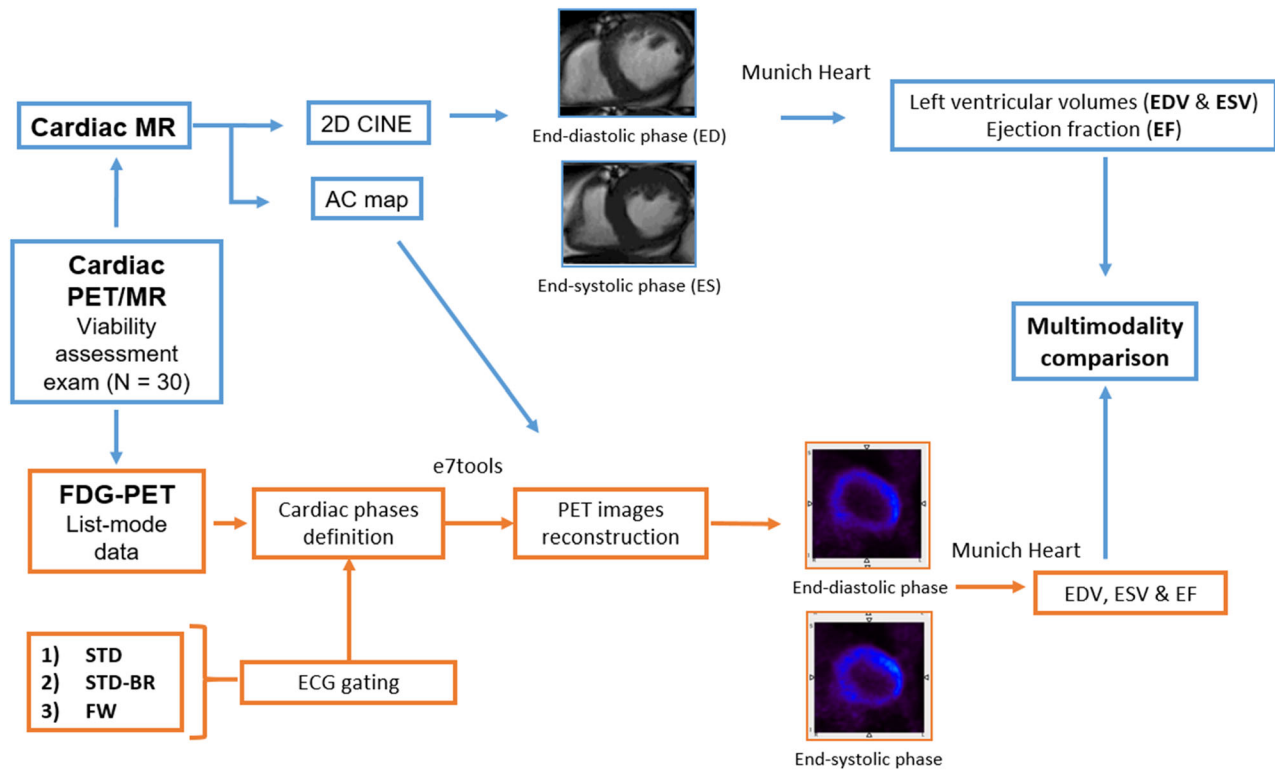 Munich Heart
Cardiac MR
2D CINE
End-diastolic phase (ED)
Left ventricular volumes (EDV & ESV)
Ejection fraction (EF)
AC map
End-systolic phase (ES)
Cardiac
PET/MR
Viability
assessment
exam (N = 30)
Multimodality
comparison
e7tools
FDG-PET
List-mode
data
Cardiac phases
definition
PET images
reconstruction
End-diastolic phase
Munich Heart
EDV, ESV & EF
1) STD
2) STD-BR
3) FW
ECG gating
End-systolic phase